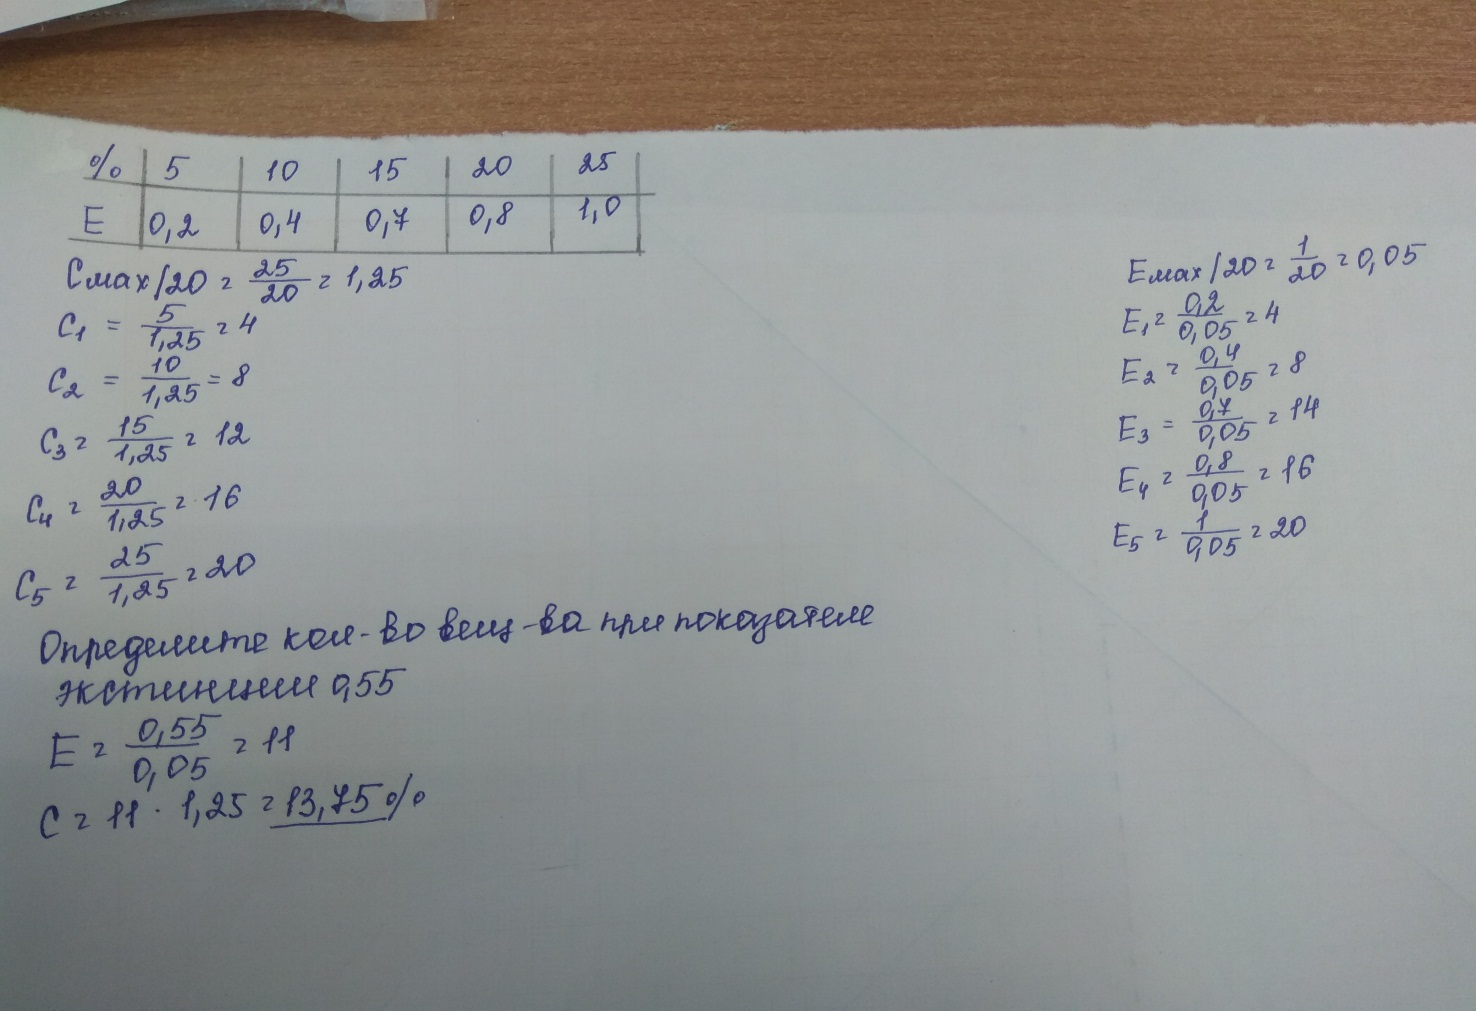 % 5 10 15 20 25
E 0,2 0,4 0,7 0,8 1,0
Cмах/20 = 25/20 = 1,25
C1 = 5/1,25 = 4
C2 = 10/1,25 = 8
C3 = 15/1,25 = 12
C4 = 20/1,25 = 16
C5 = 25/1,25 = 20
Eмах/20 = 1/20 = 0,05
E1 = 0,2/0,05 = 4
E2 = 0,4/0,05 = 8
E3 = 0,7/0,05 = 14
E4 = 0,8/0,05 = 16
E5 = 1/0,05 = 20
Определите кол-во вещ-ва при показателе
экстинции 0,55
E = 0,55/0,05 = 11
C = 11 · 1,25 = 13,75%